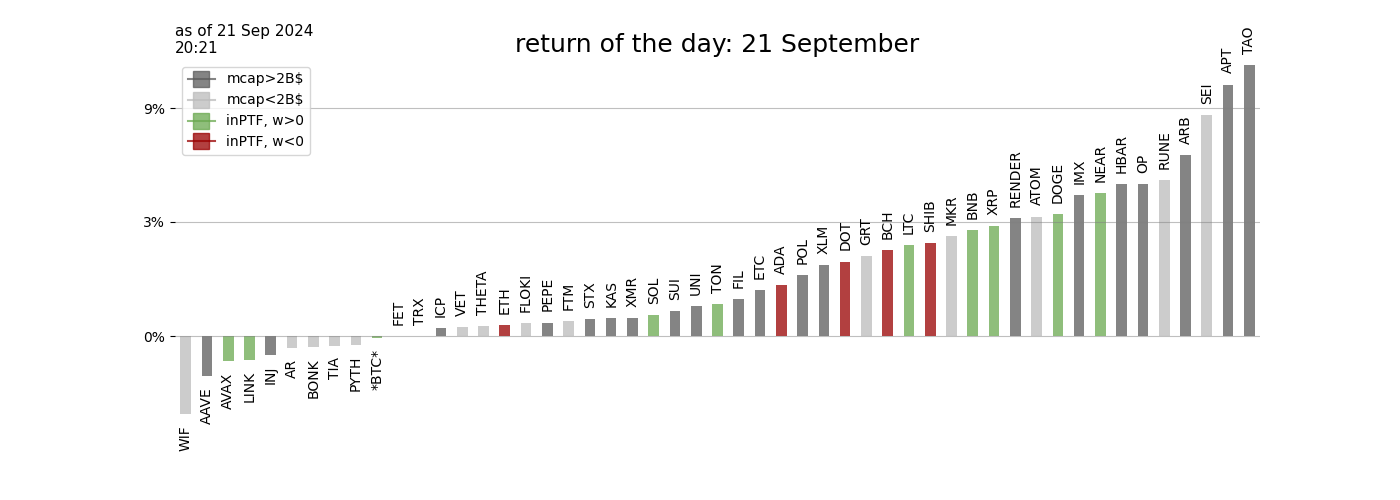 as of 21 Sep 2024
20:21
return of the day: 21 September
mcap>2B$
mcap<2B$
inPTF, w>0
inPTF, w<0
9%
3%
0%
WIF
AAVE
AVAX
LINK
INJ
AR
BONK
TIA
PYTH
*BTC*
FET
TRX
ICP
VET
THETA
ETH
FLOKI
PEPE
FTM
STX
KAS
XMR
SOL
SUI
UNI
TON
FIL
ETC
ADA
POL
XLM
DOT
GRT
BCH
LTC
SHIB
MKR
BNB
XRP
RENDER
ATOM
DOGE
IMX
NEAR
HBAR
OP
RUNE
ARB
SEI
APT
TAO